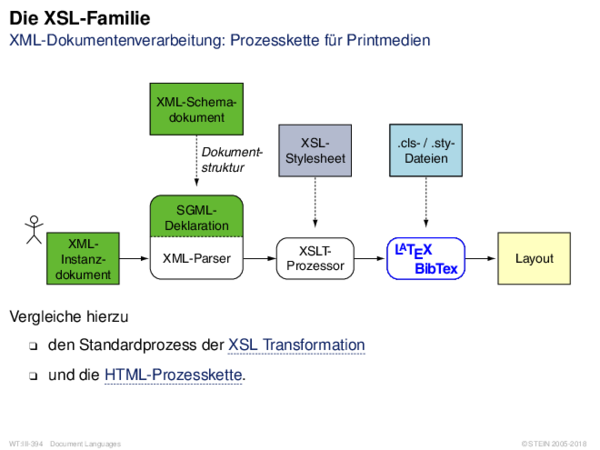 Die XSL-Familie
XML-Dokumentenverarbeitung: Prozesskette für Printmedien
XML-Schema-
dokument
XSL-
Stylesheet
.cls- / .sty-
Dateien
Dokument-
struktur
SGML-
Deklaration
XML-Parser
XML-
Instanz-
dokument
XSLT-
Prozessor
LATEX
BibTex
Layout
Vergleiche hierzu
❑ den Standardprozess der XSL Transformation
❑ und die HTML-Prozesskette.
WT:III-394 Document Languages
© STEIN 2005-2018